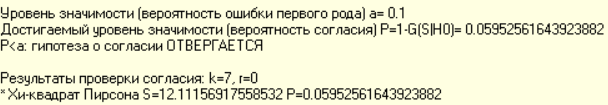 Уровень значимости (вероятность ошибки первого рода) a= 0.1
Достигаемый уровень значимости (вероятность согласия) P=1-G(S|H0)= 0.05952561643923882
P<a: гипотеза о согласии ОТВЕРГАЕТСЯ
Результаты проверки согласия: k=7, r=0
*Хи-квадрат Пирсона S=12.11156917558532 P=0.05952561643923882